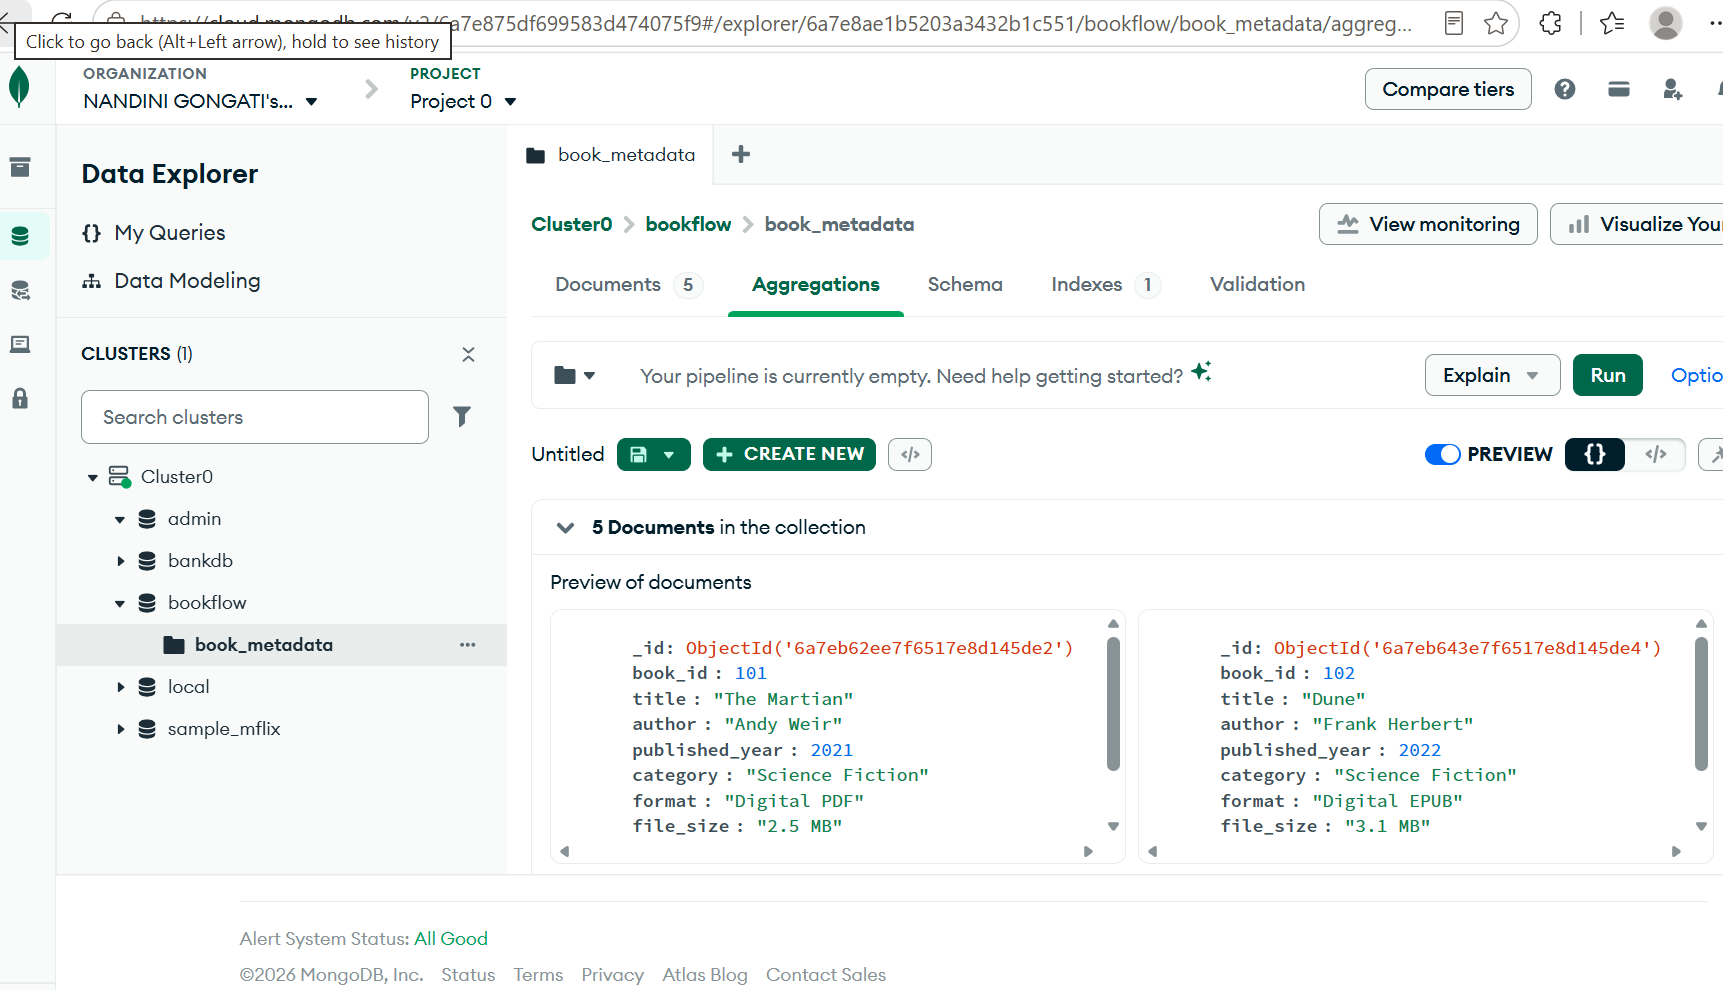 https://cloud.mongodb.com/v2/6a7e875df699583d474075f9#/explorer/6a7e8ae1b5203a3432b1c551/bookflow/book_metadata/aggreg...
Click to go back (Alt+Left arrow), hold to see history
ORGANIZATION
NANDINI GONGATI's...
PROJECT
Project 0
Compare tiers
Data Explorer
My Queries
Data Modeling
CLUSTERS (1)
Search clusters
Cluster0
admin
bankdb
bookflow
book_metadata
local
sample_mflix
book_metadata
Cluster0 > bookflow > book_metadata
View monitoring
Visualize You
Documents 5
Aggregations
Schema
Indexes 1
Validation
Your pipeline is currently empty. Need help getting started?
Explain
Run
Optio
Untitled
+ CREATE NEW
</>
PREVIEW
{}
</>
5 Documents in the collection
Preview of documents
_id: ObjectId('6a7eb62ee7f6517e8d145de2')
book_id : 101
title : "The Martian"
author : "Andy Weir"
published_year : 2021
category : "Science Fiction"
format : "Digital PDF"
file_size : "2.5 MB"
_id: ObjectId('6a7eb643e7f6517e8d145de4')
book_id : 102
title : "Dune"
author : "Frank Herbert"
published_year : 2022
category : "Science Fiction"
format : "Digital EPUB"
file_size : "3.1 MB"
Alert System Status: All Good
©2026 MongoDB, Inc. Status Terms Privacy Atlas Blog Contact Sales